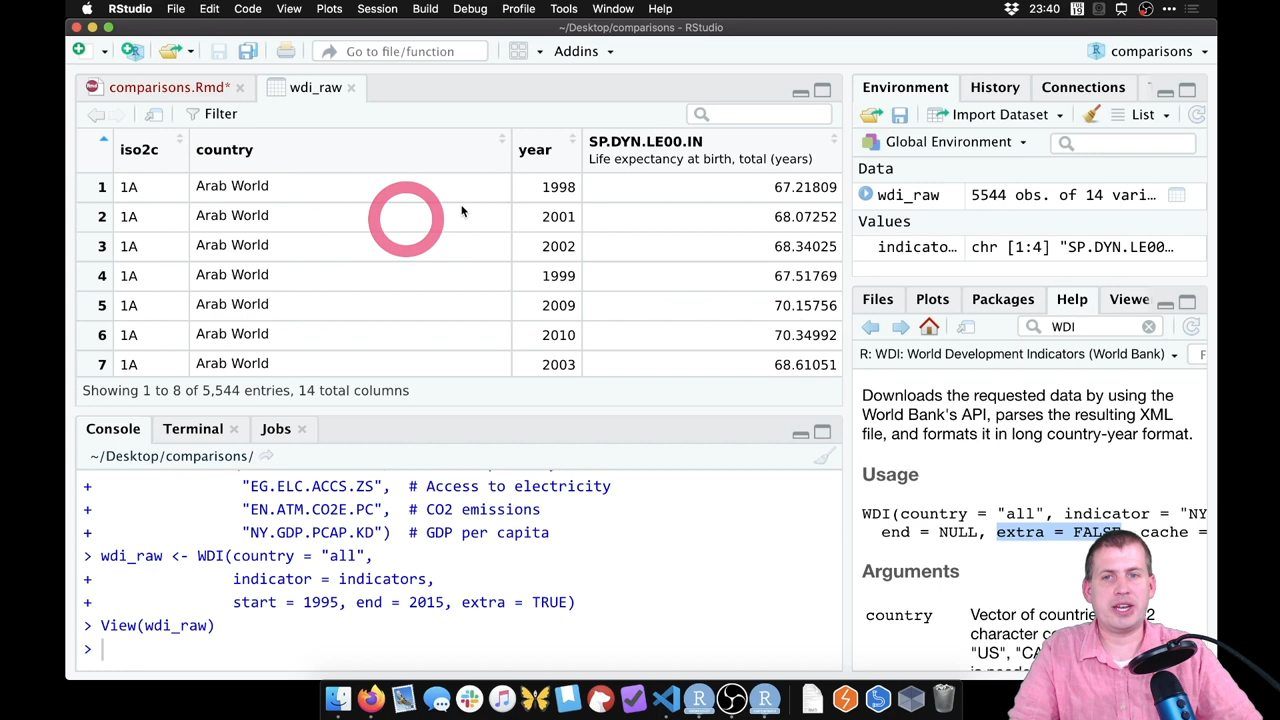 RStudio File Edit Code View Plots Session Build Debug Profile Tools Window Help 23:40 TUE 19
~/Desktop/comparisons - RStudio
Go to file/function Addins comparisons
comparisons.Rmd* wdi_raw
Filter
iso2c country year SP.DYN.LE00.IN
Life expectancy at birth, total (years)
1 1A Arab World 1998 67.21809
2 1A Arab World 2001 68.07252
3 1A Arab World 2002 68.34025
4 1A Arab World 1999 67.51769
5 1A Arab World 2009 70.15756
6 1A Arab World 2010 70.34992
7 1A Arab World 2003 68.61051
Showing 1 to 8 of 5,544 entries, 14 total columns
Console Terminal Jobs
~/Desktop/comparisons/
+ "EG.ELC.ACCS.ZS", # Access to electricity
+ "EN.ATM.CO2E.PC", # CO2 emissions
+ "NY.GDP.PCAP.KD") # GDP per capita
> wdi_raw <- WDI(country = "all",
+ indicator = indicators,
+ start = 1995, end = 2015, extra = TRUE)
> View(wdi_raw)
>
Environment History Connections
Import Dataset List
Global Environment
Data
wdi_raw 5544 obs. of 14 vari…
Values
indicato… chr [1:4] "SP.DYN.LE00…
Files Plots Packages Help Viewe
WDI
R: WDI: World Development Indicators (World Bank) F
Downloads the requested data by using the
World Bank's API, parses the resulting XML
file, and formats it in long country-year format.
Usage
WDI(country = "all", indicator = "NY
end = NULL, extra = FALSE, cache =
Arguments
country Vector of countries 2
character co
"US", "CA